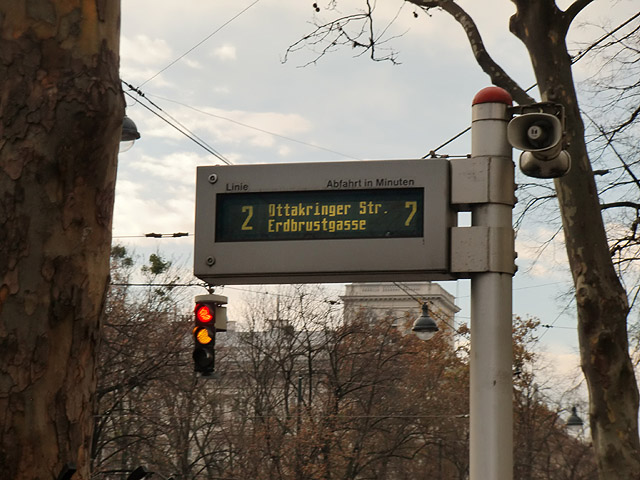 Linie Abfahrt in Minuten
2 Ottakringer Str. 7
Erdbrustgasse